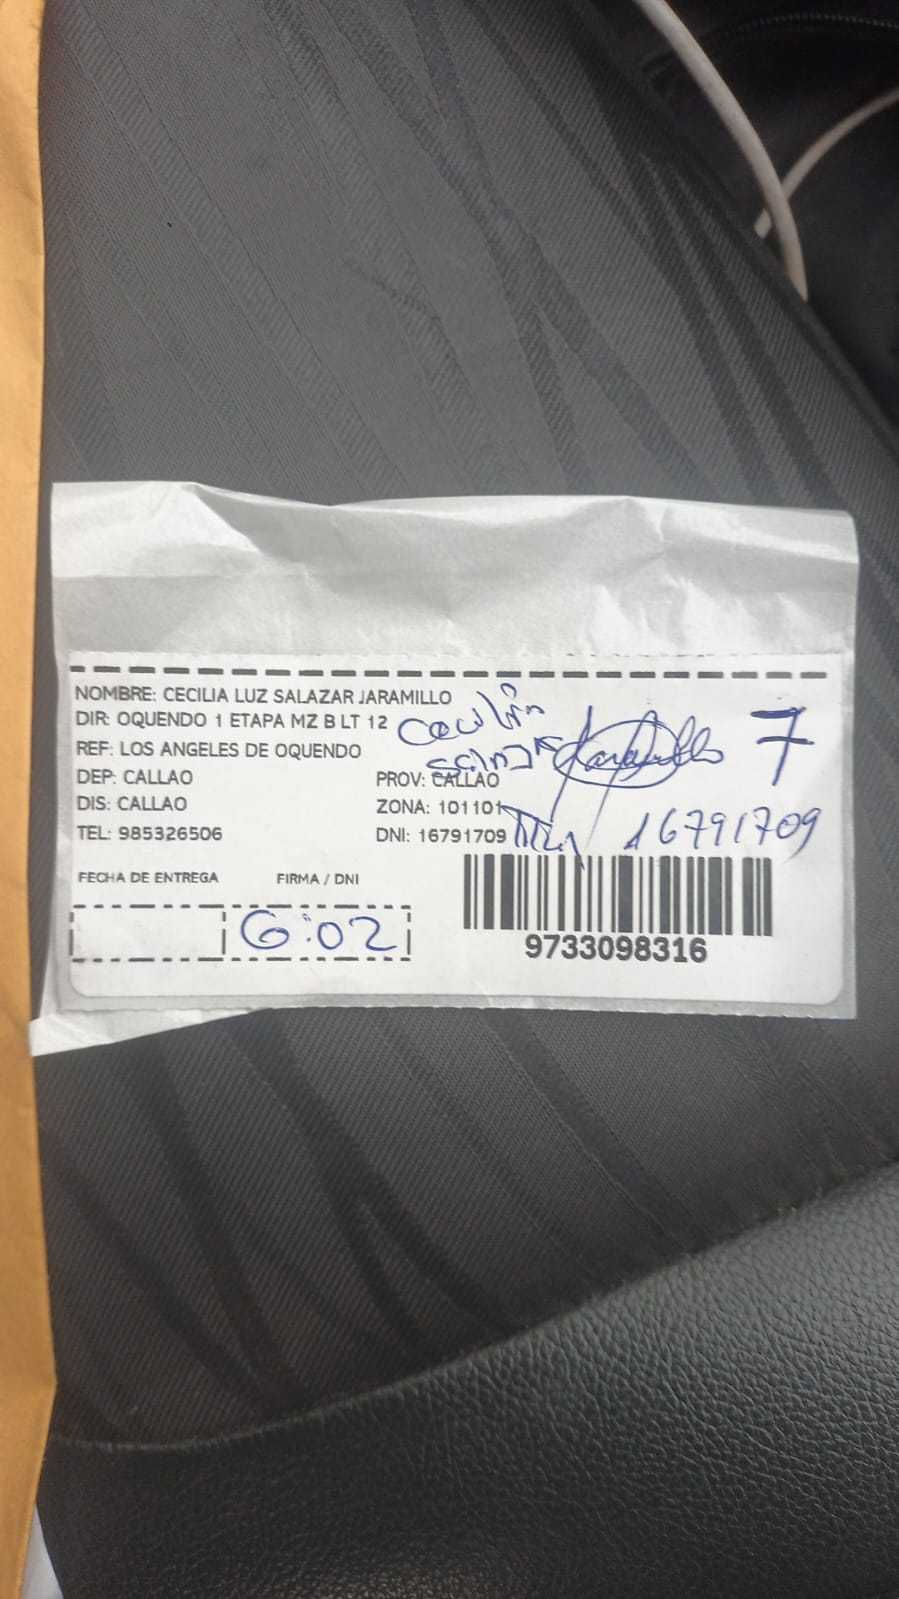 NOMBRE: CECILIA LUZ SALAZAR JARAMILLO
DIR: OQUENDO 1 ETAPA MZ B LT 12
REF: LOS ANGELES DE OQUENDO
7
DEP: CALLAO PROV: CALLAO
DIS: CALLAO ZONA: 101101
TEL: 985326506 DNI: 16791709 16791709
FECHA DE ENTREGA FIRMA / DNI
6:02
9733098316